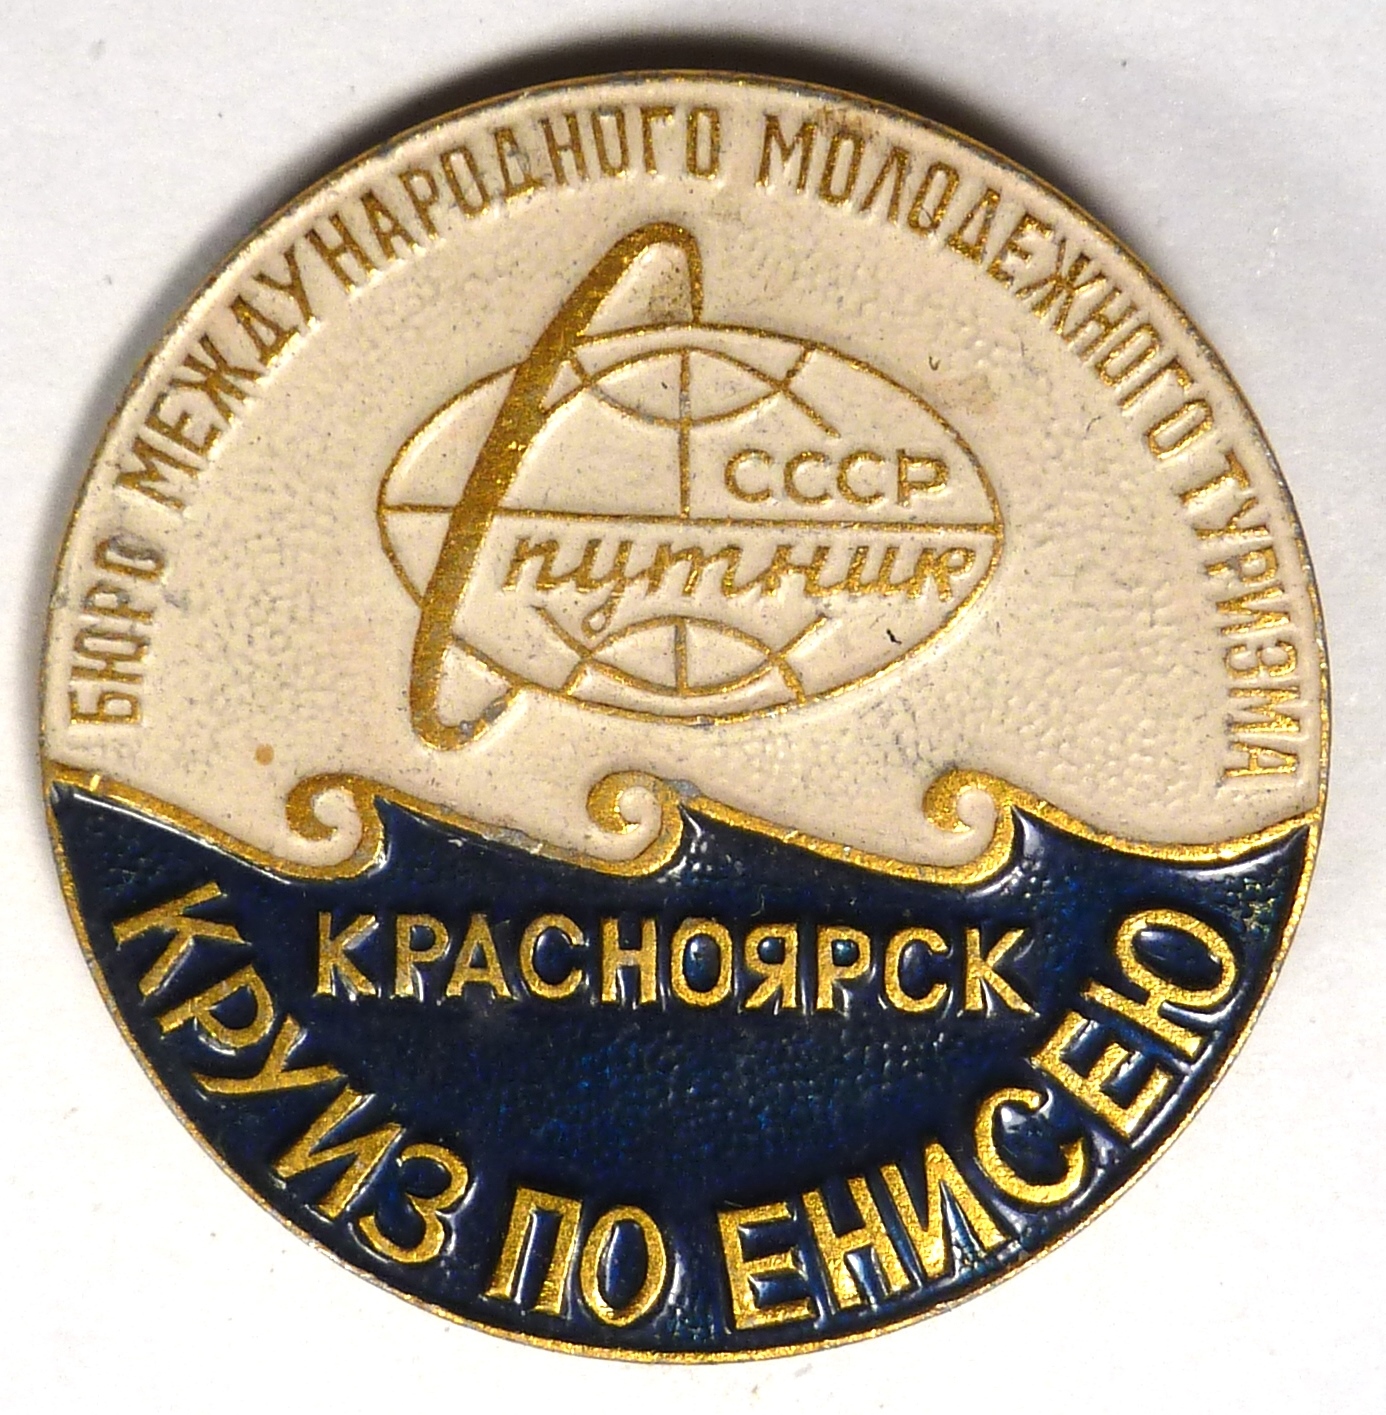 БЮРО МЕЖДУНАРОДНОГО МОЛОДЕЖНОГО ТУРИЗМА
СССР
Спутник
КРАСНОЯРСК
КРУИЗ ПО ЕНИСЕЮ